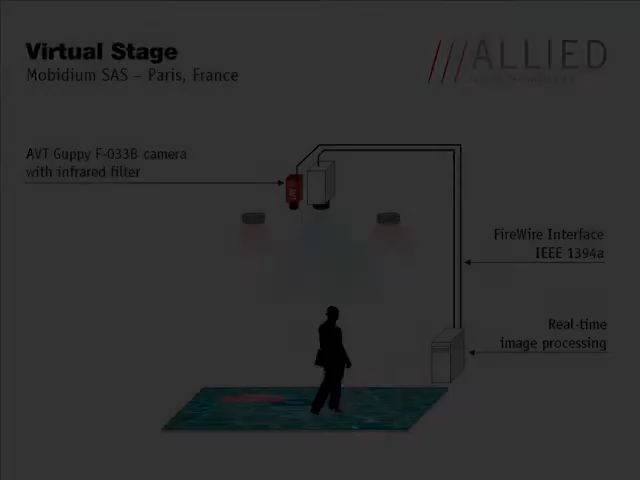 Virtual Stage
Mobidium SAS – Paris, France
///ALLIED
AVT Guppy F-033B camera
with infrared filter
AVT
FireWire Interface
IEEE 1394a
Real-time
image processing